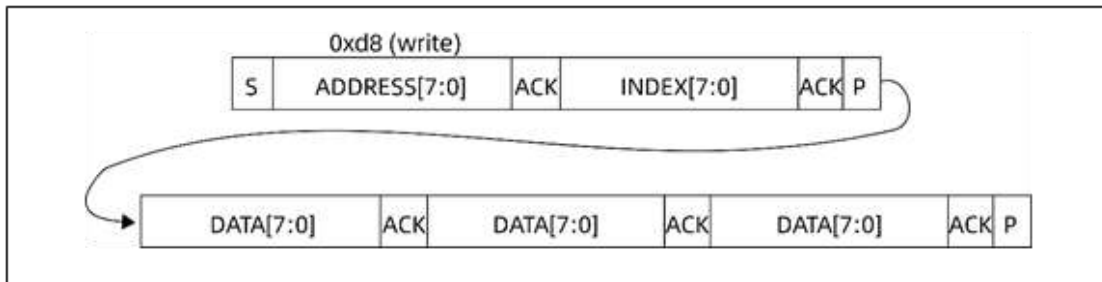 0xd8 (write)
S ADDRESS[7:0] ACK INDEX[7:0] ACK P
DATA[7:0] ACK DATA[7:0] ACK DATA[7:0] ACK P